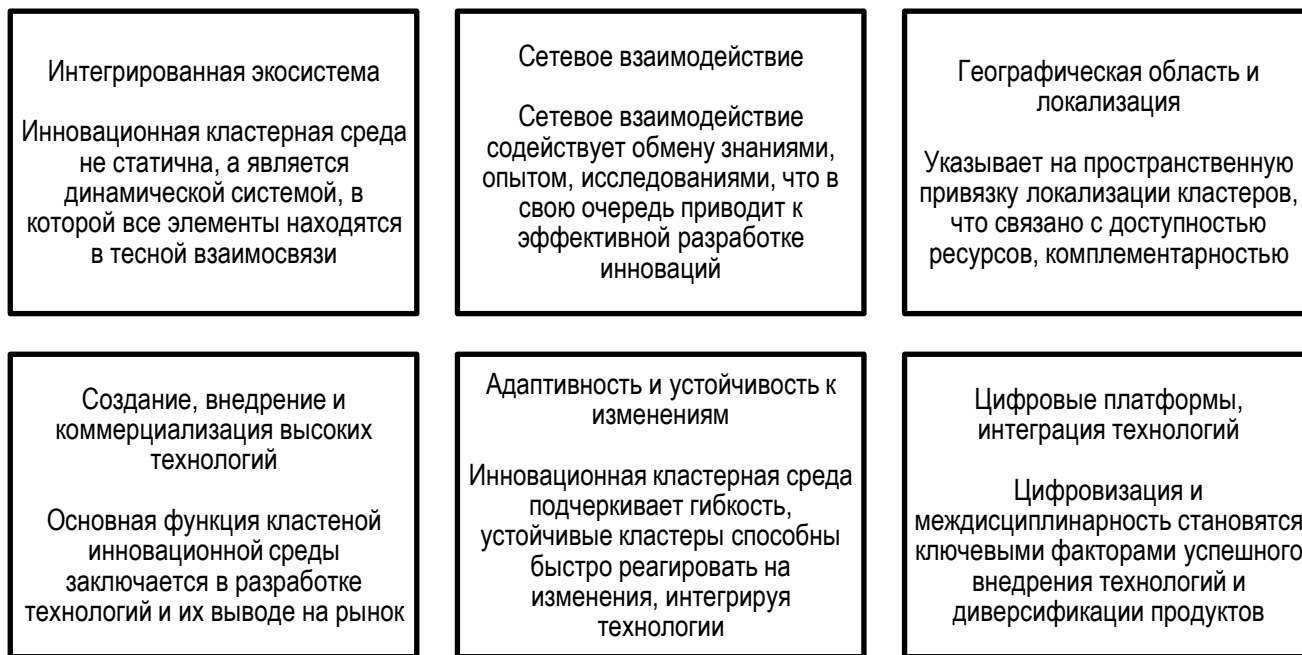 Интегрированная экосистема
Инновационная кластерная среда
не статична, а является
динамической системой, в
которой все элементы находятся
в тесной взаимосвязи
Сетевое взаимодействие
Сетевое взаимодействие
содействует обмену знаниями,
опытом, исследованиями, что в
свою очередь приводит к
эффективной разработке
инноваций
Географическая область и
локализация
Указывает на пространственную
привязку локализации кластеров,
что связано с доступностью
ресурсов, комплементарностью
Создание, внедрение и
коммерциализация высоких
технологий
Основная функция кластеной
инновационной среды
заключается в разработке
технологий и их выводе на рынок
Адаптивность и устойчивость к
изменениям
Инновационная кластерная среда
подчеркивает гибкость,
устойчивые кластеры способны
быстро реагировать на
изменения, интегрируя
технологии
Цифровые платформы,
интеграция технологий
Цифровизация и
междисциплинарность становятся
ключевыми факторами успешного
внедрения технологий и
диверсификации продуктов